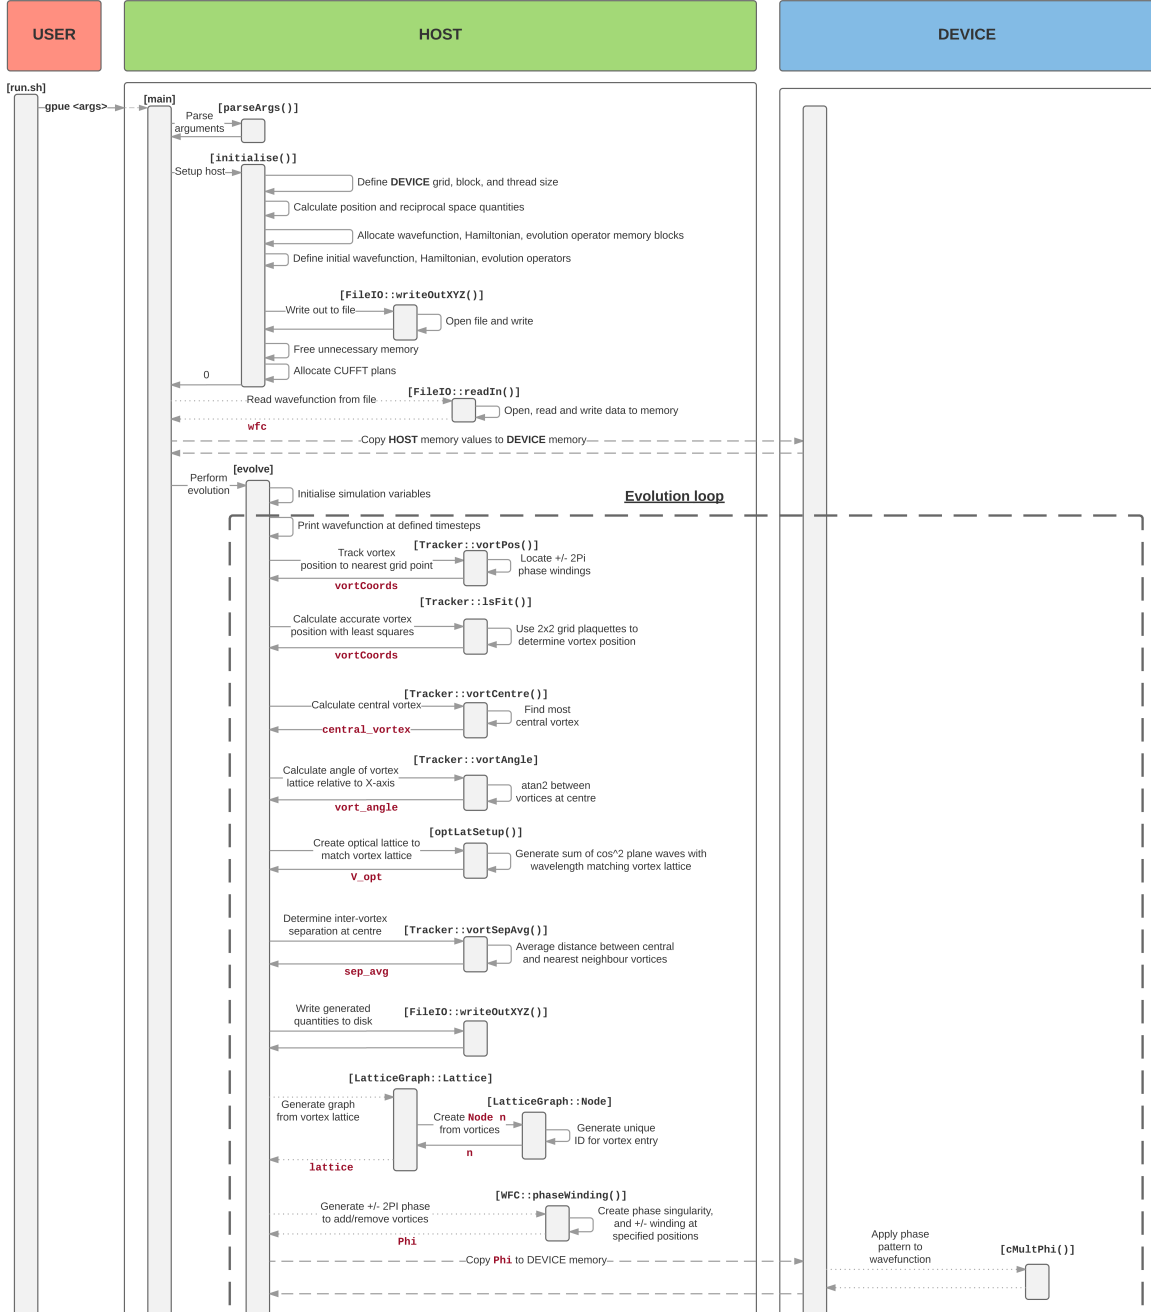 USER
HOST
DEVICE
[run.sh]
gpue <args>
[main]
[parseArgs()]
Parse
arguments
[initialise()]
Setup host
Define DEVICE grid, block, and thread size
Calculate position and reciprocal space quantities
Allocate wavefunction, Hamiltonian, evolution operator memory blocks
Define initial wavefunction, Hamiltonian, evolution operators
[FileIO::writeOutXYZ()]
Write out to file
Open file and write
Free unnecessary memory
Allocate CUFFT plans
0
[FileIO::readIn()]
Read wavefunction from file
Open, read and write data to memory
wfc
Copy HOST memory values to DEVICE memory
[evolve]
Perform
evolution
Initialise simulation variables
Evolution loop
Print wavefunction at defined timesteps
[Tracker::vortPos()]
Track vortex
position to nearest grid point
Locate +/- 2Pi
phase windings
vortCoords
[Tracker::lsFit()]
Calculate accurate vortex
position with least squares
Use 2x2 grid plaquettes to
determine vortex position
vortCoords
[Tracker::vortCentre()]
Calculate central vortex
Find most
central vortex
central_vortex
[Tracker::vortAngle]
Calculate angle of vortex
lattice relative to X-axis
atan2 between
vortices at centre
vort_angle
[optLatSetup()]
Create optical lattice to
match vortex lattice
Generate sum of cos^2 plane waves with
wavelength matching vortex lattice
V_opt
Determine inter-vortex
separation at centre
[Tracker::vortSepAvg()]
Average distance between central
and nearest neighbour vortices
sep_avg
Write generated
quantities to disk
[FileIO::writeOutXYZ()]
[LatticeGraph::Lattice]
Generate graph
from vortex lattice
[LatticeGraph::Node]
Create Node n
from vortices
Generate unique
ID for vortex entry
n
lattice
[WFC::phaseWinding()]
Generate +/- 2PI phase
to add/remove vortices
Create phase singularity,
and +/- winding at
specified positions
Phi
Copy Phi to DEVICE memory
Apply phase
pattern to
wavefunction
[cMultPhi()]